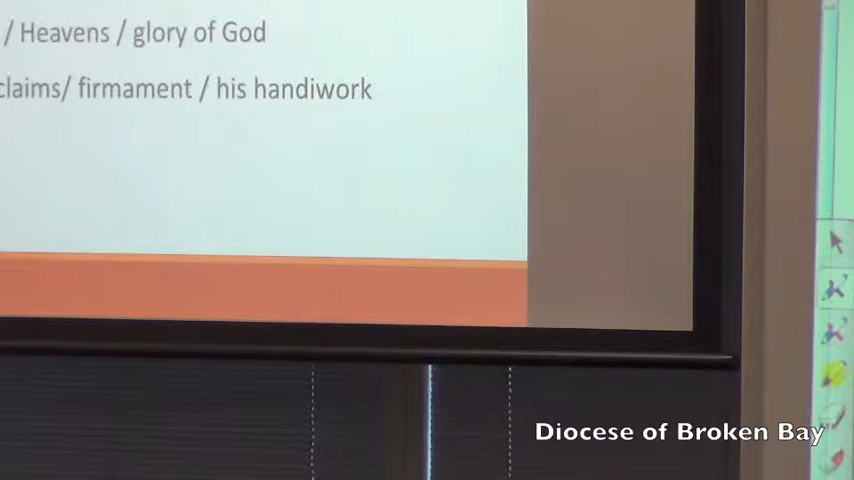 / Heavens / glory of God
claims/ firmament / his handiwork
Diocese of Broken Bay